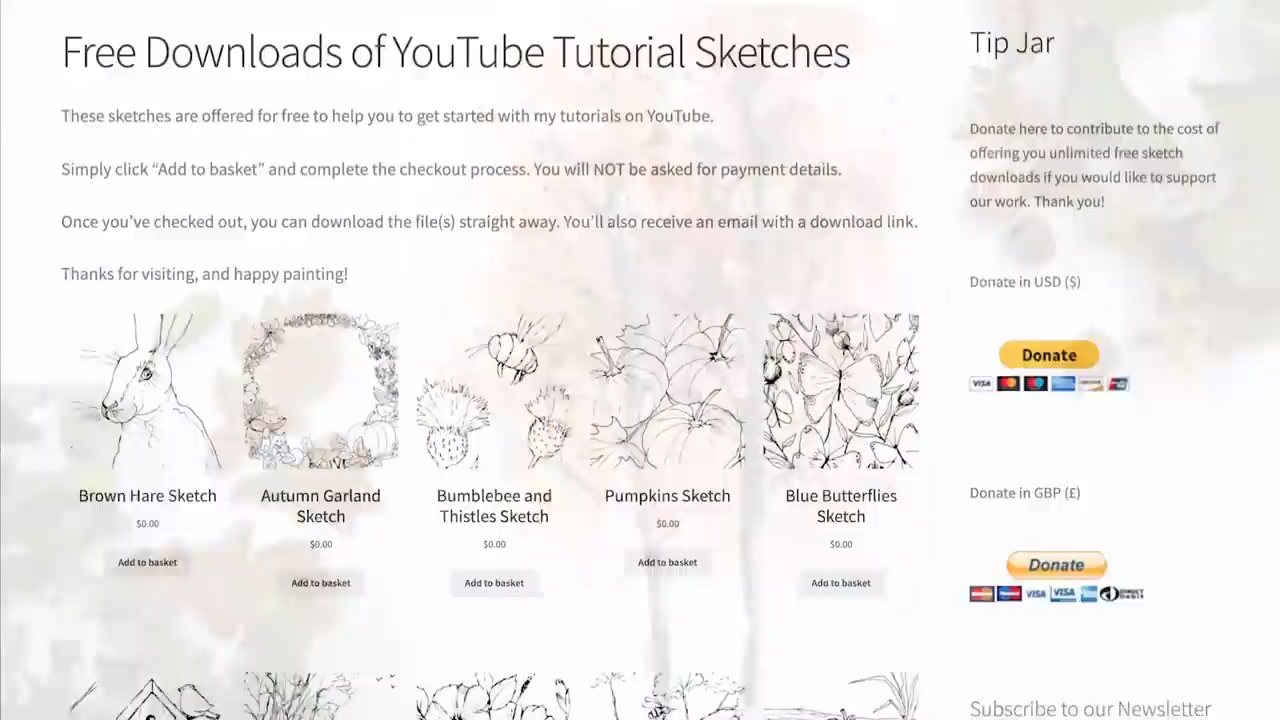 Free Downloads of YouTube Tutorial Sketches
These sketches are offered for free to help you to get started with my tutorials on YouTube.
Simply click “Add to basket” and complete the checkout process. You will NOT be asked for payment details.
Once you’ve checked out, you can download the file(s) straight away. You’ll also receive an email with a download link.
Thanks for visiting, and happy painting!
Brown Hare Sketch
$0.00
Add to basket
Autumn Garland
Sketch
$0.00
Add to basket
Bumblebee and
Thistles Sketch
$0.00
Add to basket
Pumpkins Sketch
$0.00
Add to basket
Blue Butterflies
Sketch
$0.00
Add to basket
Tip Jar
Donate here to contribute to the cost of
offering you unlimited free sketch
downloads if you would like to support
our work. Thank you!
Donate in USD ($)
Donate
VISA
Donate in GBP (£)
Donate
VISA VISA
Subscribe to our Newsletter